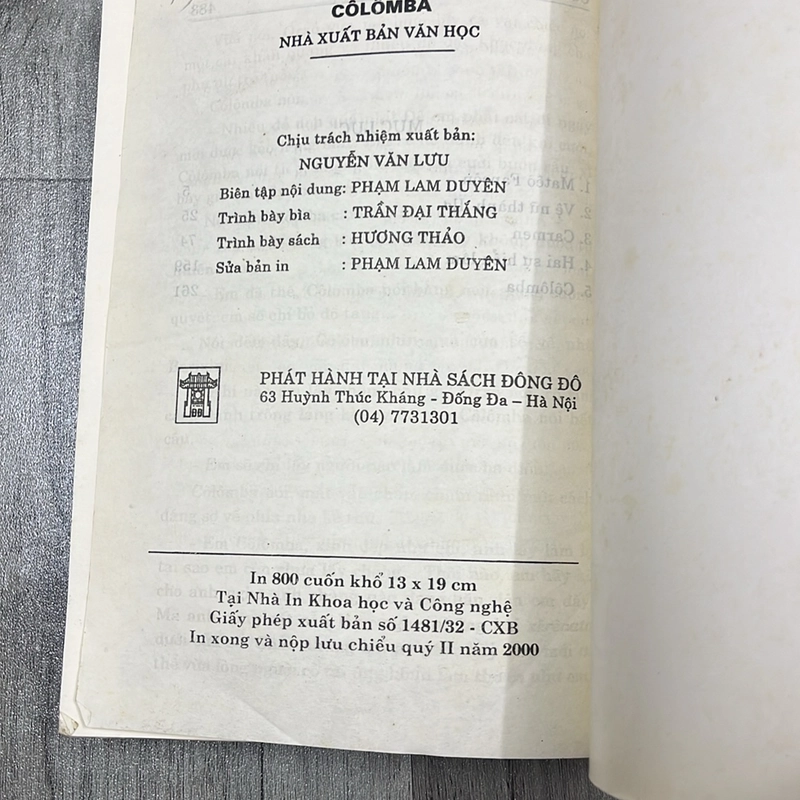 CÔLÔMBA
NHÀ XUẤT BẢN VĂN HỌC
Chịu trách nhiệm xuất bản:
NGUYỄN VĂN LƯU
Biên tập nội dung: PHẠM LAM DUYÊN
Trình bày bìa : TRẦN ĐẠI THẮNG
Trình bày sách : HƯƠNG THẢO
Sửa bản in : PHẠM LAM DUYÊN
PHÁT HÀNH TẠI NHÀ SÁCH ĐÔNG ĐÔ
63 Huỳnh Thúc Kháng - Đống Đa – Hà Nội
(04) 7731301
In 800 cuốn khổ 13 x 19 cm
Tại Nhà In Khoa học và Công nghệ
Giấy phép xuất bản số 1481/32 - CXB
In xong và nộp lưu chiểu quý II năm 2000